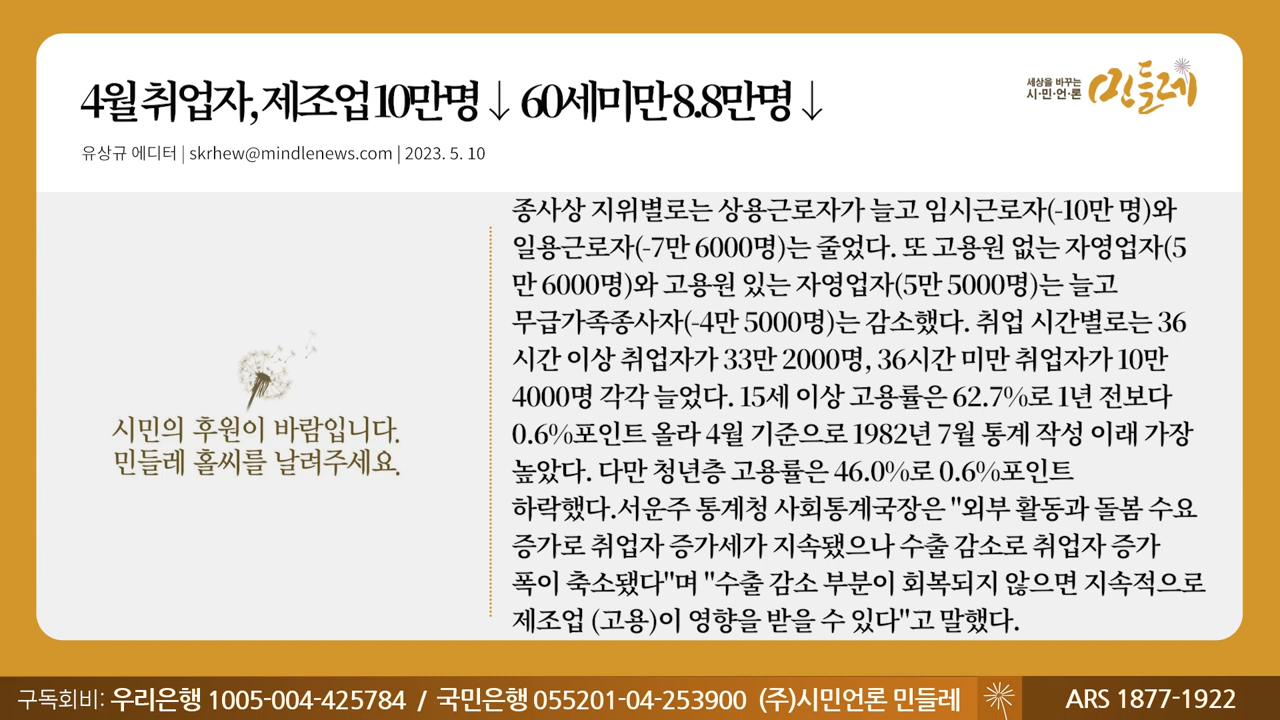 4월 취업자, 제조업 10만명↓ 60세미만 8.8만명↓
유상규 에디터 | skrhew@mindlenews.com | 2023. 5. 10
세상을 바꾸는
시·민·언·론
민들레
시민의 후원이 바람입니다.
민들레 홀씨를 날려주세요.
종사상 지위별로는 상용근로자가 늘고 임시근로자(-10만 명)와
일용근로자(-7만 6000명)는 줄었다. 또 고용원 없는 자영업자(5
만 6000명)와 고용원 있는 자영업자(5만 5000명)는 늘고
무급가족종사자(-4만 5000명)는 감소했다. 취업 시간별로는 36
시간 이상 취업자가 33만 2000명, 36시간 미만 취업자가 10만
4000명 각각 늘었다. 15세 이상 고용률은 62.7%로 1년 전보다
0.6%포인트 올라 4월 기준으로 1982년 7월 통계 작성 이래 가장
높았다. 다만 청년층 고용률은 46.0%로 0.6%포인트
하락했다.서운주 통계청 사회통계국장은 "외부 활동과 돌봄 수요
증가로 취업자 증가세가 지속됐으나 수출 감소로 취업자 증가
폭이 축소됐다"며 "수출 감소 부분이 회복되지 않으면 지속적으로
제조업 (고용)이 영향을 받을 수 있다"고 말했다.
구독회비: 우리은행 1005-004-425784 / 국민은행 055201-04-253900 (주)시민언론 민들레
ARS 1877-1922